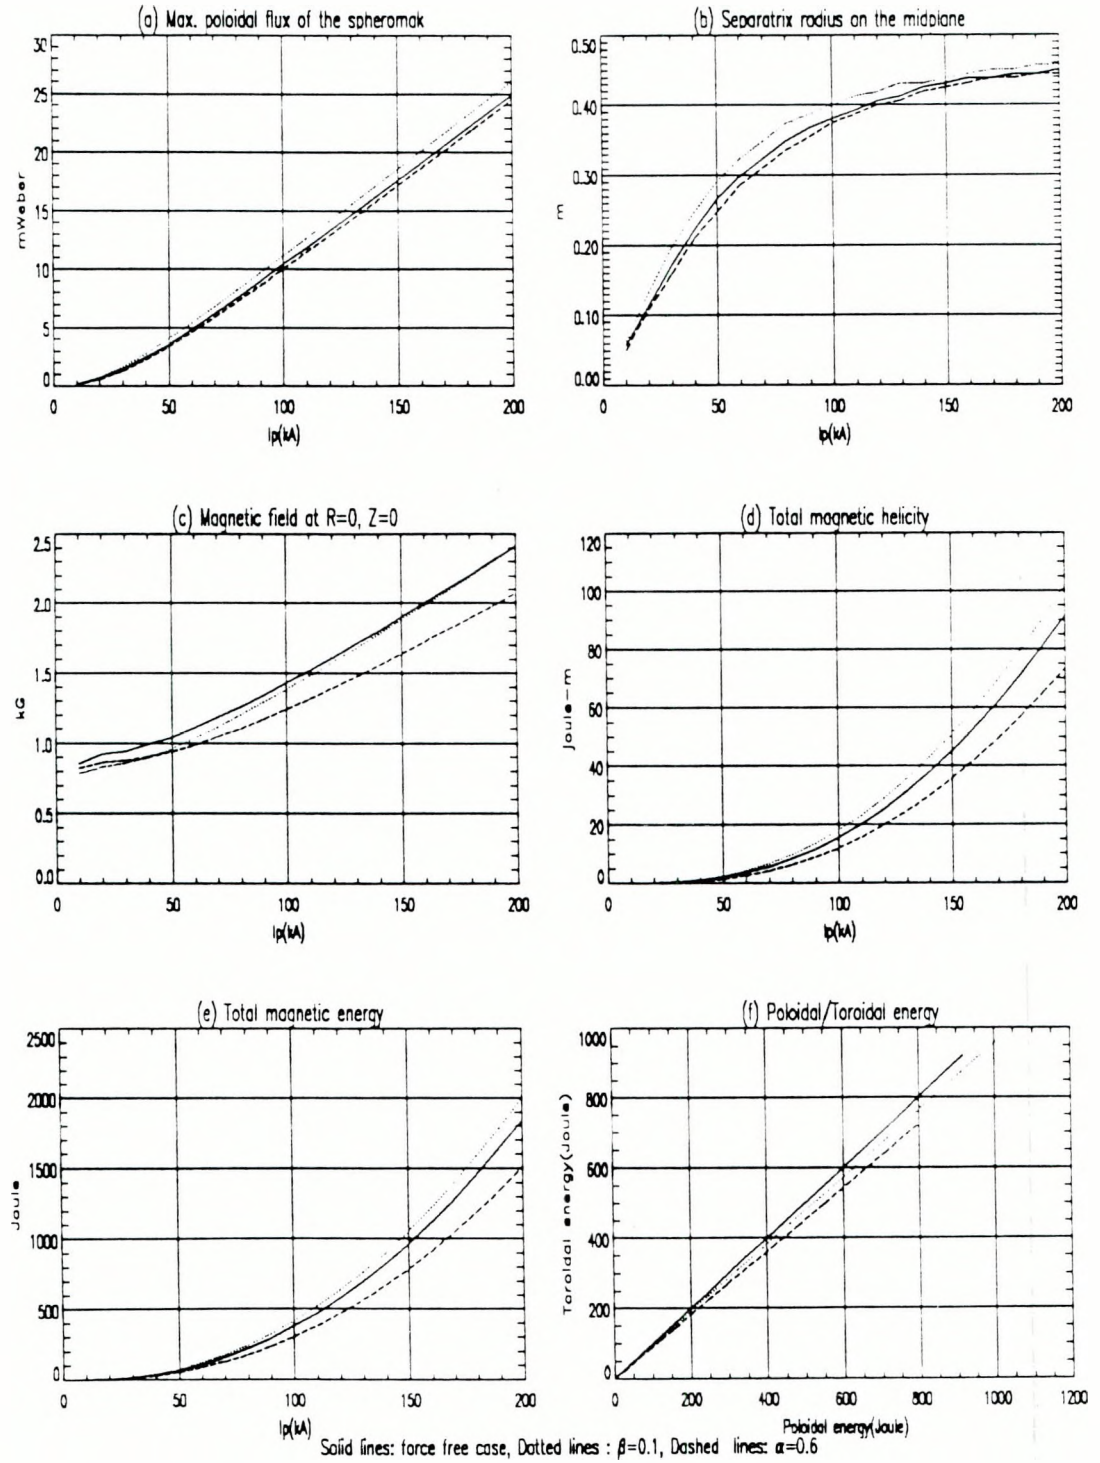 (a) Max. poloidal flux of the spheromak
30
25
20
15
10
5
0
mWeber
0 50 100 150 200
Ip(kA)
(b) Separatrix radius on the midplane
0.50
0.40
0.30
0.20
0.10
0.00
m
0 50 100 150 200
Ip(kA)
(c) Magnetic field at R=0, Z=0
2.5
2.0
1.5
1.0
0.5
0.0
kG
0 50 100 150 200
Ip(kA)
(d) Total magnetic helicity
120
100
80
60
40
20
0
Joule-m
0 50 100 150 200
Ip(kA)
(e) Total magnetic energy
2500
2000
1500
1000
500
0
Joule
0 50 100 150 200
Ip(kA)
(f) Poloidal/Toroidal energy
1000
800
600
400
200
0
Toroidal energy(Joule)
0 200 400 600 800 1000 1200
Poloidal energy(Joule)
Solid lines: force free case, Dotted lines : β=0.1, Dashed lines: α=0.6